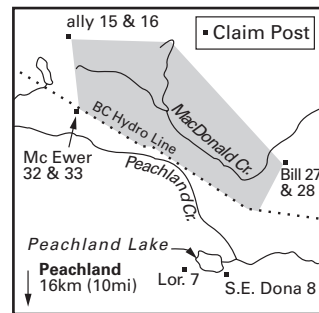 ally 15 & 16
Claim Post
BC Hydro Line
MacDonald Cr.
Mc Ewer
32 & 33
Peachland Cr.
Bill 27
& 28
Peachland Lake
Peachland
16km (10mi)
Lor. 7
S.E. Dona 8